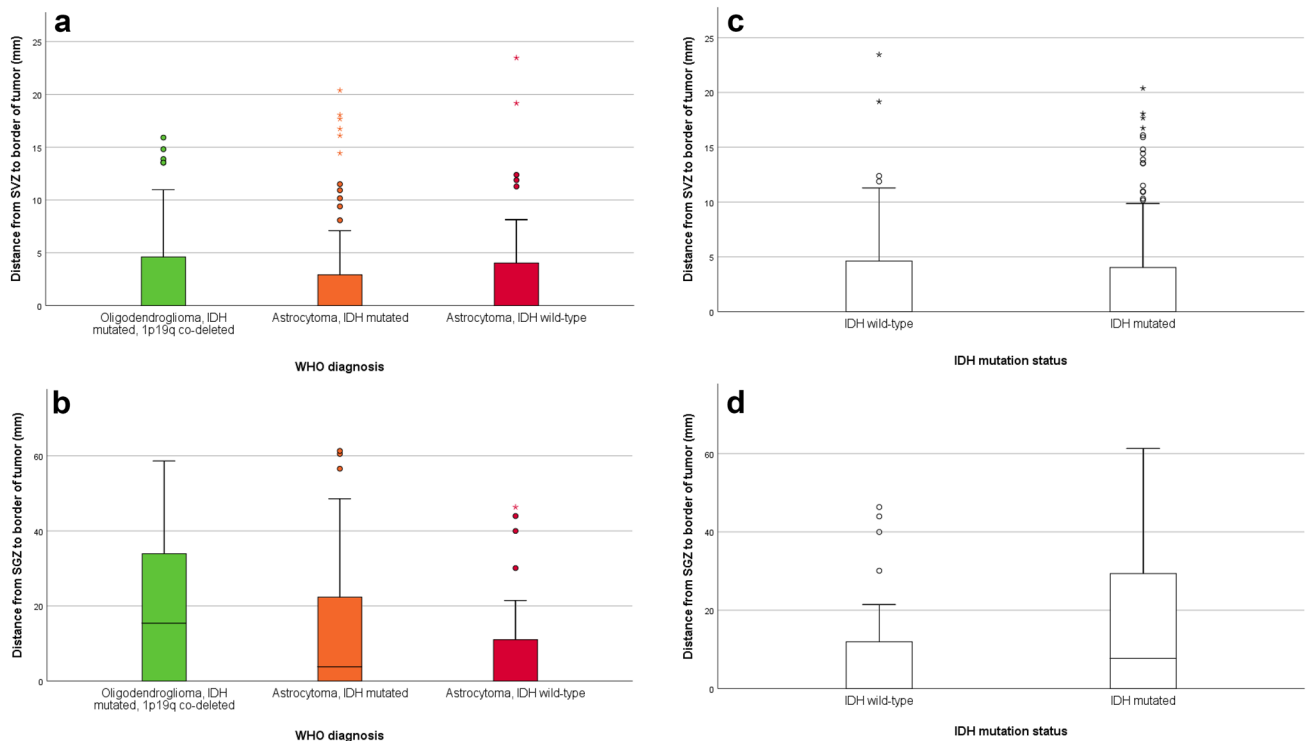 a
Distance from SVZ to border of tumor (mm)
25
20
15
10
5
0
Oligodendroglioma, IDH
mutated, 1p19q co-deleted
Astrocytoma, IDH mutated
Astrocytoma, IDH wild-type
WHO diagnosis
b
Distance from SGZ to border of tumor (mm)
60
40
20
0
Oligodendroglioma, IDH
mutated, 1p19q co-deleted
Astrocytoma, IDH mutated
Astrocytoma, IDH wild-type
WHO diagnosis
c
Distance from SVZ to border of tumor (mm)
25
20
15
10
5
0
IDH wild-type
IDH mutated
IDH mutation status
d
Distance from SGZ to border of tumor (mm)
60
40
20
0
IDH wild-type
IDH mutated
IDH mutation status